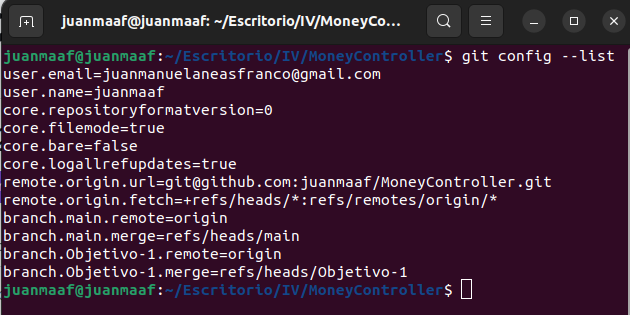 juanmaaf@juanmaaf: ~/Escritorio/IV/MoneyCo...
juanmaaf@juanmaaf:~/Escritorio/IV/MoneyController$ git config --list
user.email=juanmanuelaneasfranco@gmail.com
user.name=juanmaaf
core.repositoryformatversion=0
core.filemode=true
core.bare=false
core.logallrefupdates=true
remote.origin.url=git@github.com:juanmaaf/MoneyController.git
remote.origin.fetch=+refs/heads/*:refs/remotes/origin/*
branch.main.remote=origin
branch.main.merge=refs/heads/main
branch.Objetivo-1.remote=origin
branch.Objetivo-1.merge=refs/heads/Objetivo-1
juanmaaf@juanmaaf:~/Escritorio/IV/MoneyController$